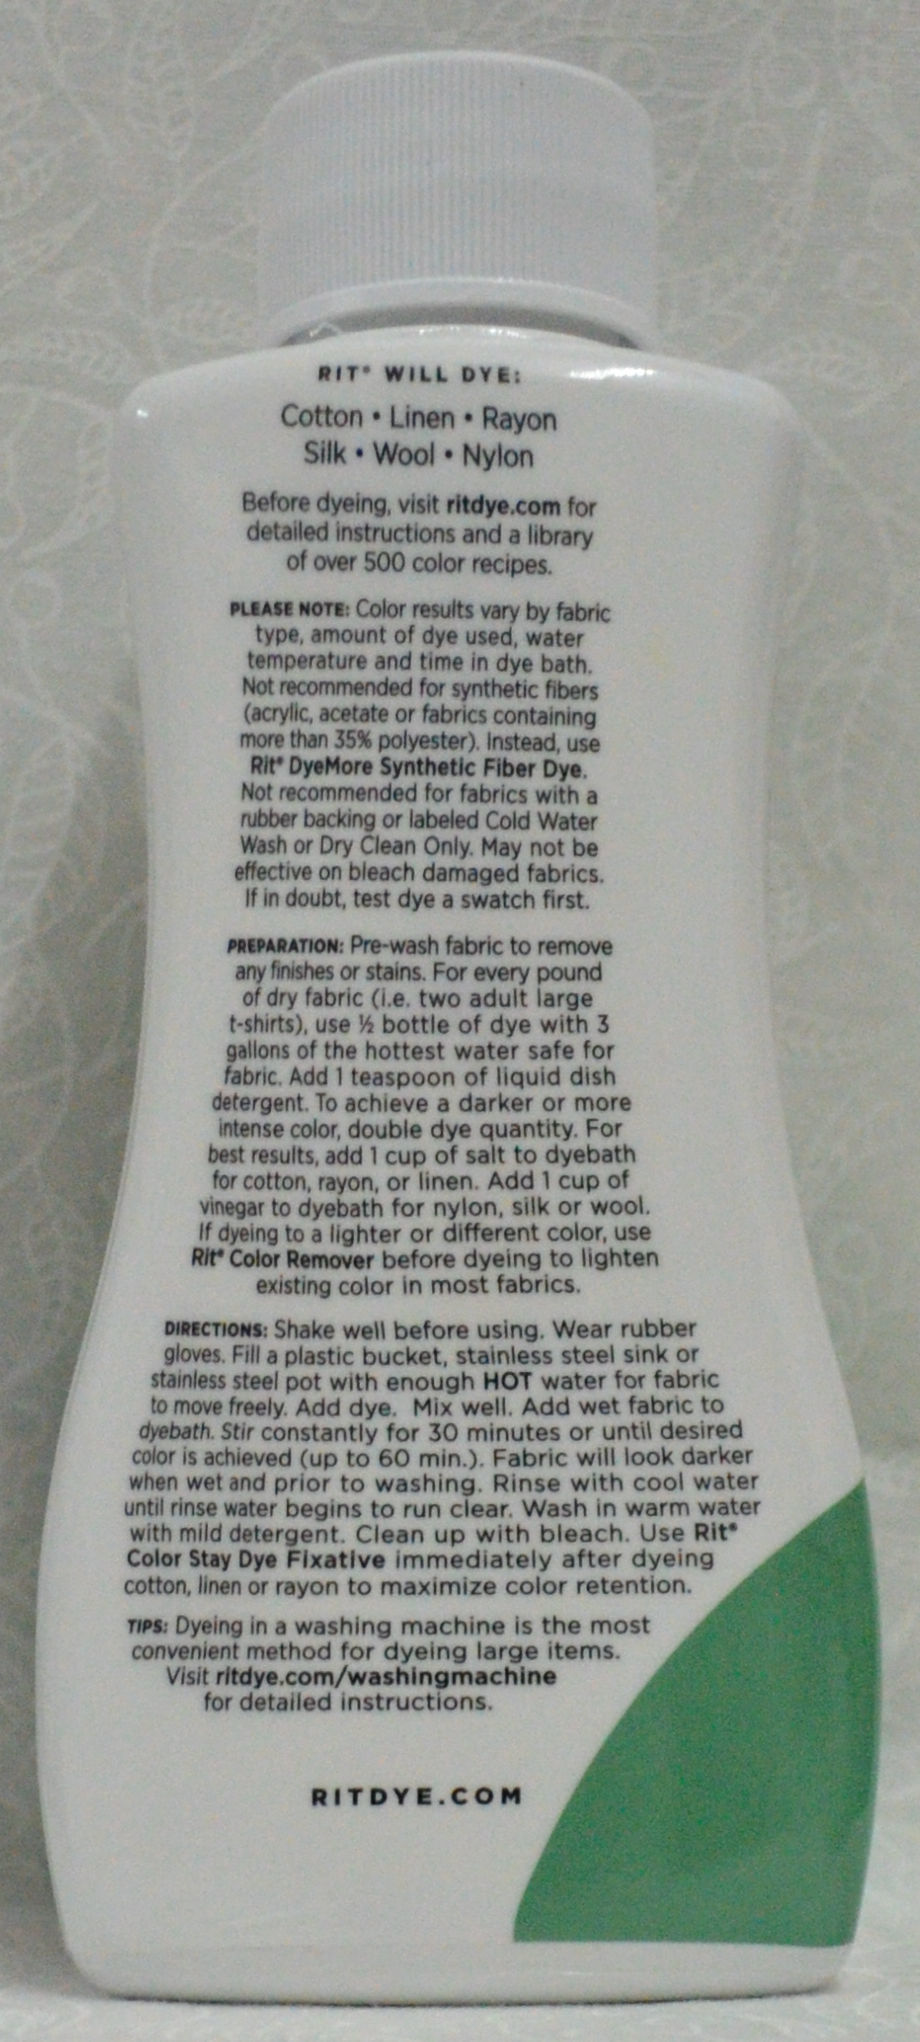 RIT® WILL DYE:
Cotton • Linen • Rayon
Silk • Wool • Nylon
Before dyeing, visit ritdye.com for
detailed instructions and a library
of over 500 color recipes.
PLEASE NOTE: Color results vary by fabric
type, amount of dye used, water
temperature and time in dye bath.
Not recommended for synthetic fibers
(acrylic, acetate or fabrics containing
more than 35% polyester). Instead, use
Rit® DyeMore Synthetic Fiber Dye.
Not recommended for fabrics with a
rubber backing or labeled Cold Water
Wash or Dry Clean Only. May not be
effective on bleach damaged fabrics.
If in doubt, test dye a swatch first.
PREPARATION: Pre-wash fabric to remove
any finishes or stains. For every pound
of dry fabric (i.e. two adult large
t-shirts), use ½ bottle of dye with 3
gallons of the hottest water safe for
fabric. Add 1 teaspoon of liquid dish
detergent. To achieve a darker or more
intense color, double dye quantity. For
best results, add 1 cup of salt to dyebath
for cotton, rayon, or linen. Add 1 cup of
vinegar to dyebath for nylon, silk or wool.
If dyeing to a lighter or different color, use
Rit® Color Remover before dyeing to lighten
existing color in most fabrics.
DIRECTIONS: Shake well before using. Wear rubber
gloves. Fill a plastic bucket, stainless steel sink or
stainless steel pot with enough HOT water for fabric
to move freely. Add dye. Mix well. Add wet fabric to
dyebath. Stir constantly for 30 minutes or until desired
color is achieved (up to 60 min.). Fabric will look darker
when wet and prior to washing. Rinse with cool water
until rinse water begins to run clear. Wash in warm water
with mild detergent. Clean up with bleach. Use Rit®
Color Stay Dye Fixative immediately after dyeing
cotton, linen or rayon to maximize color retention.
TIPS: Dyeing in a washing machine is the most
convenient method for dyeing large items.
Visit ritdye.com/washingmachine
for detailed instructions.
RITDYE.COM